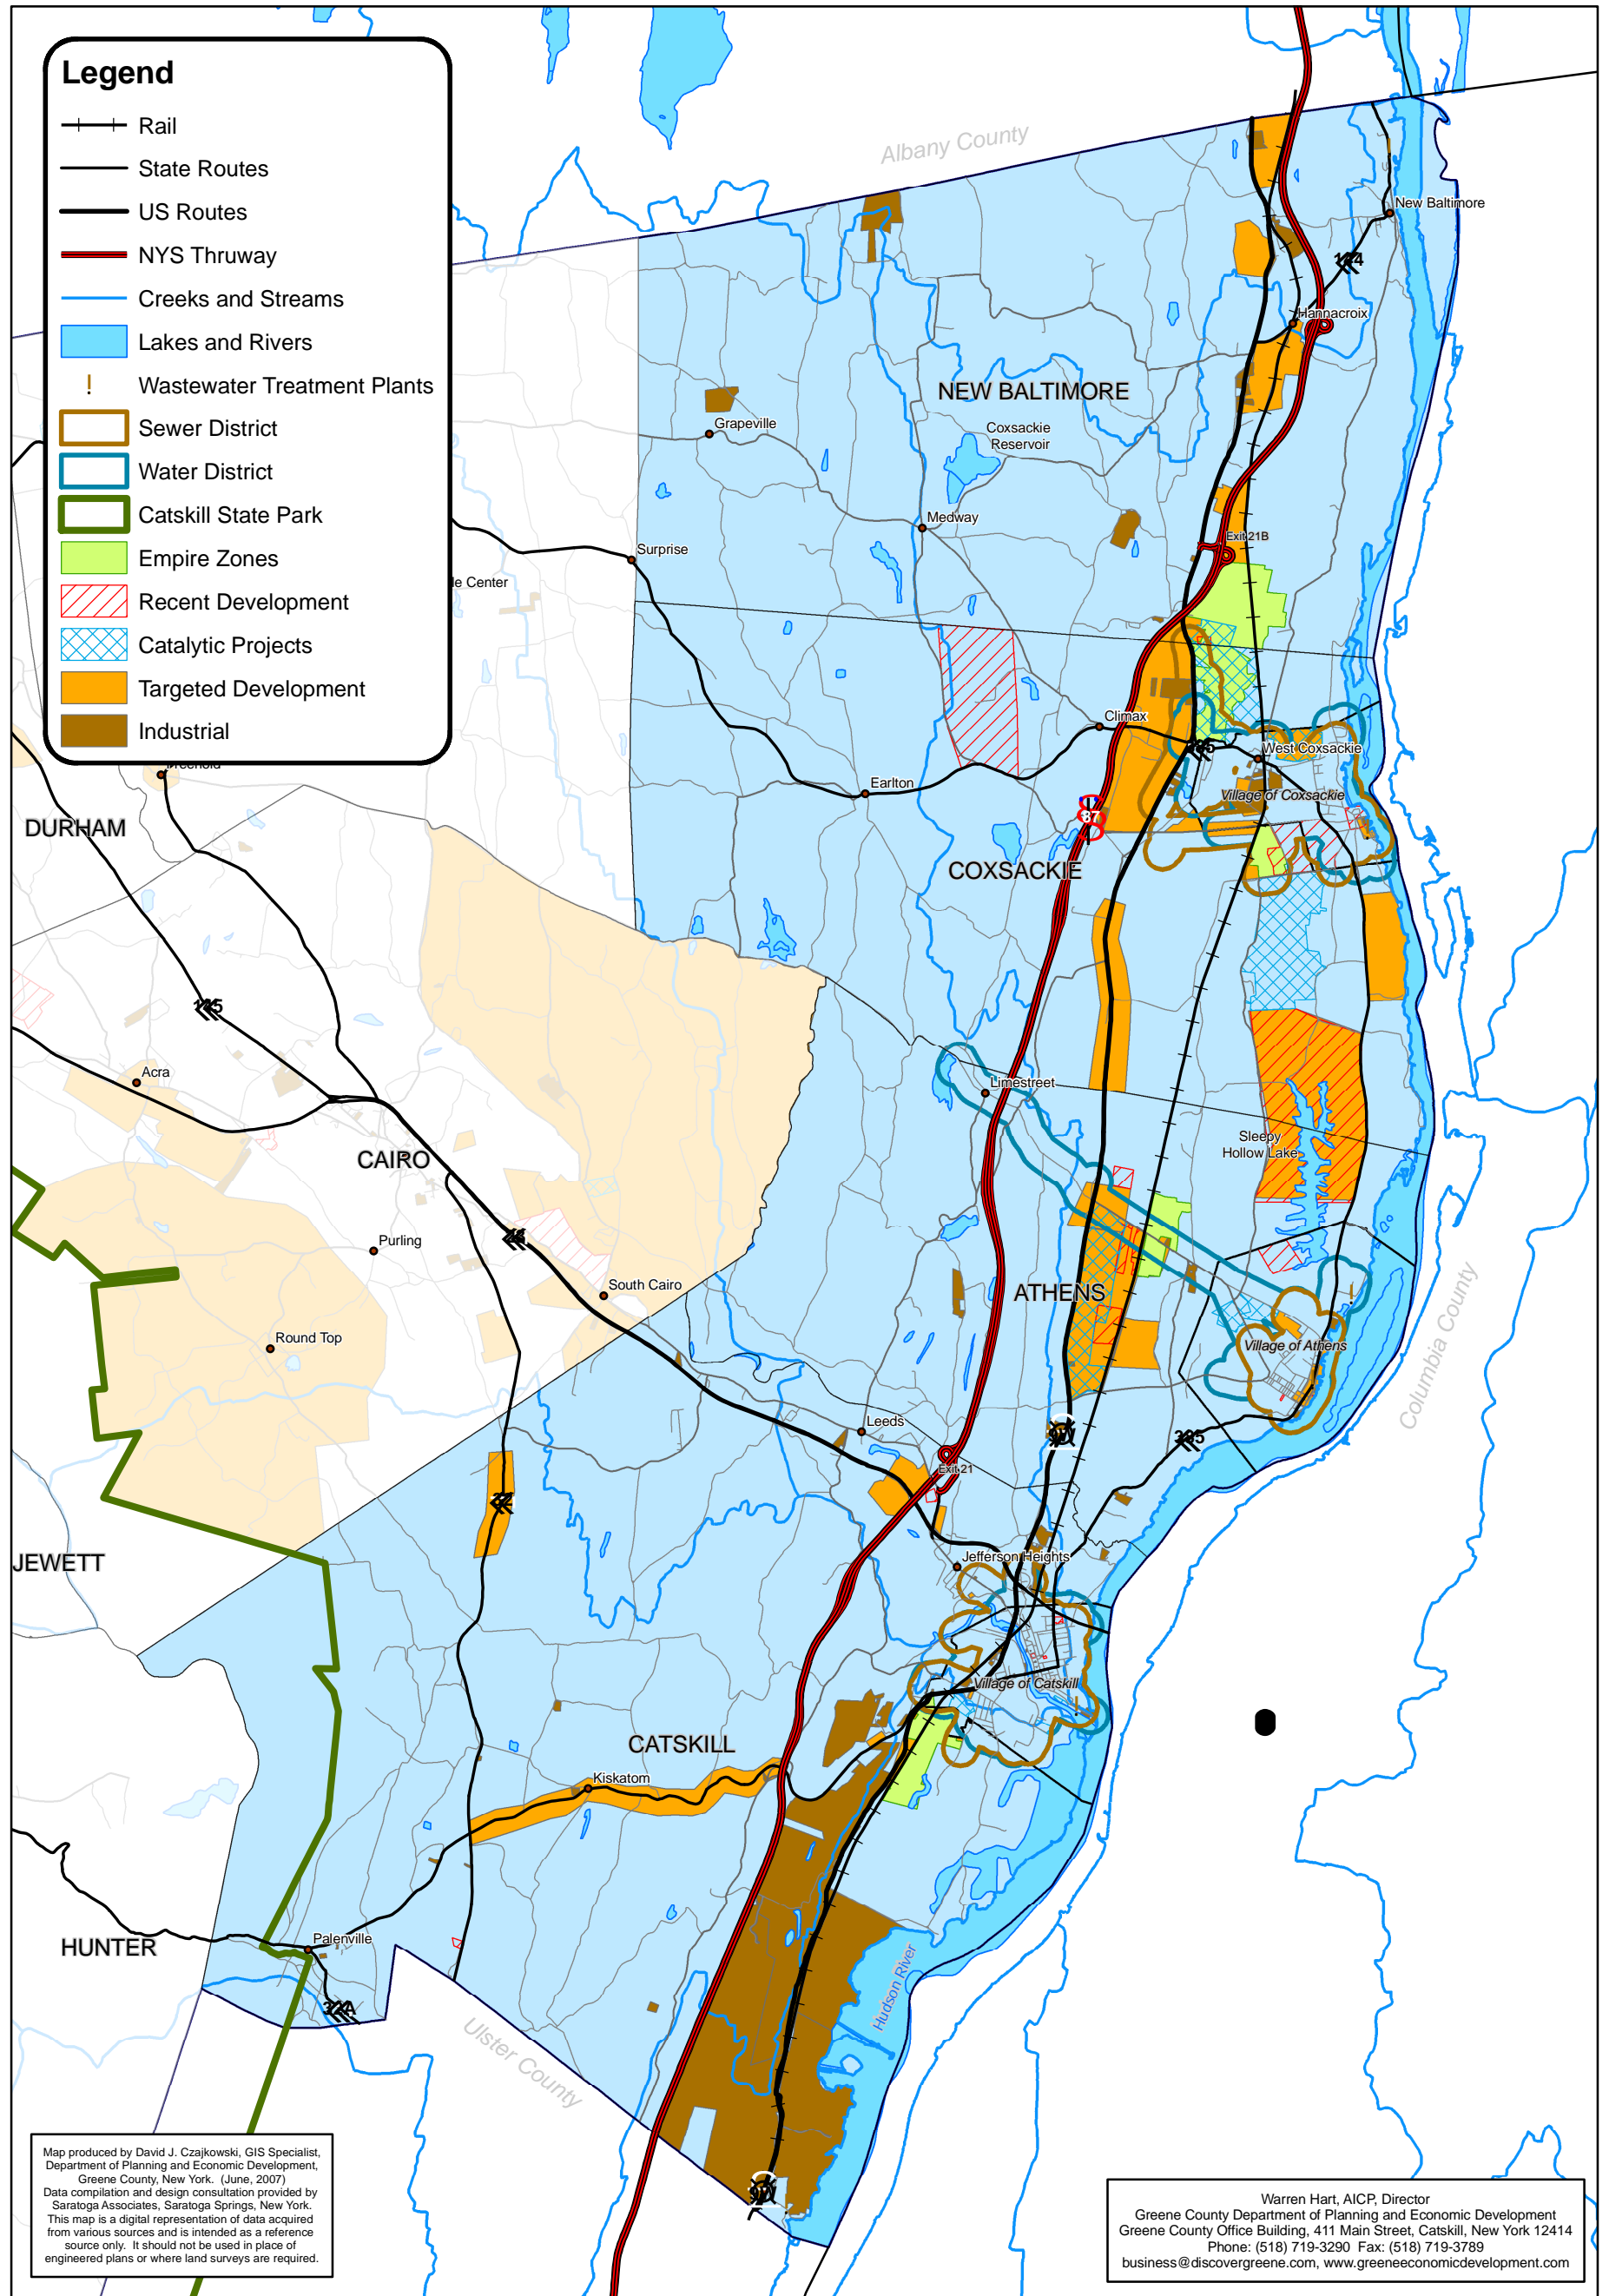 Legend
Rail
State Routes
US Routes
NYS Thruway
Creeks and Streams
Lakes and Rivers
Wastewater Treatment Plants
Sewer District
Water District
Catskill State Park
Empire Zones
Recent Development
Catalytic Projects
Targeted Development
Industrial
Albany County
New Baltimore
Hannacroix
NEW BALTIMORE
Grapeville
Coxsackie
Reservoir
Medway
Exit 21B
Surprise
le Center
Climax
West Coxsackie
Earlton
Village of Coxsackie
87
DURHAM
COXSACKIE
145
Acra
Limestreet
Sleepy
Hollow Lake
CAIRO
Purling
South Cairo
ATHENS
Round Top
Village of Athens
Columbia County
Leeds
385
Exit 21
32
JEWETT
Jefferson Heights
Village of Catskill
CATSKILL
Kiskatom
HUNTER
Palenville
Hudson River
Ulster County
Map produced by David J. Czajkowski, GIS Specialist,
Department of Planning and Economic Development,
Greene County, New York. (June, 2007)
Data compilation and design consultation provided by
Saratoga Associates, Saratoga Springs, New York.
This map is a digital representation of data acquired
from various sources and is intended as a reference
source only. It should not be used in place of
engineered plans or where land surveys are required.
Warren Hart, AICP, Director
Greene County Department of Planning and Economic Development
Greene County Office Building, 411 Main Street, Catskill, New York 12414
Phone: (518) 719-3290 Fax: (518) 719-3789
business@discovergreene.com, www.greeneeconomicdevelopment.com